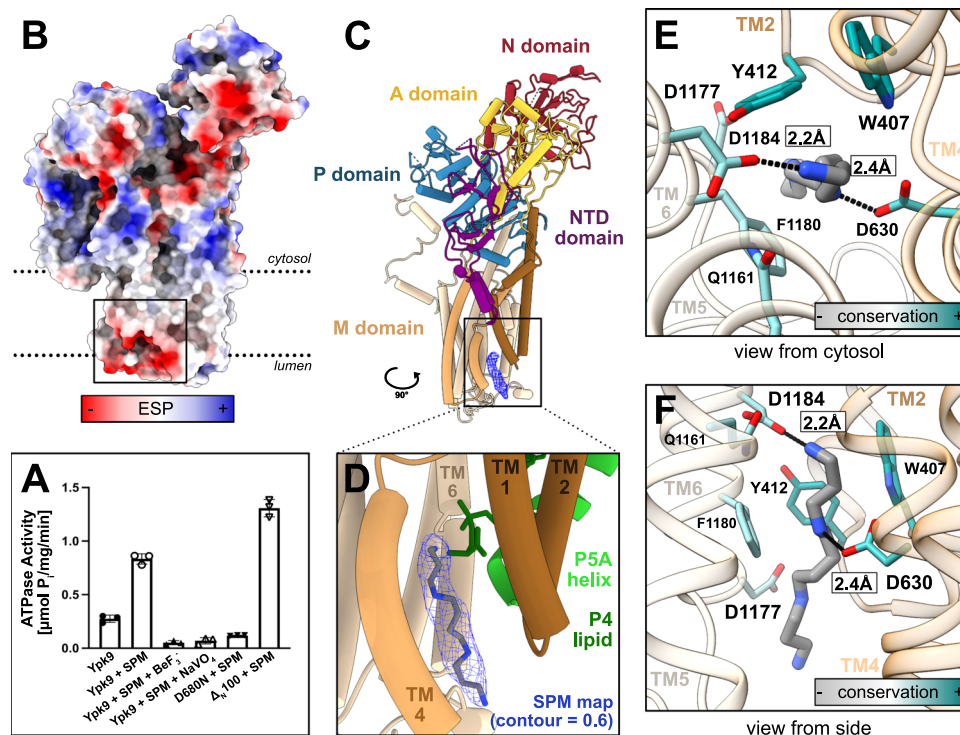 B
cytosol
lumen
- ESP +
C
N domain
A domain
P domain
NTD
domain
M domain
90°
E
TM2
Y412
D1177
W407
D1184
2.2Å
TM4
2.4Å
TM
6
F1180
D630
Q1161
TM5
- conservation +
view from cytosol
A
ATPase Activity
[μmol Pi/mg/min]
1.5
1.0
0.5
0.0
Ypk9
Ypk9 + SPM
Ypk9 + SPM + BeF3-
Ypk9 + SPM + NaVO4
D680N + SPM
ΔN100 + SPM
D
TM
6
TM
1
TM
2
P5A
helix
P4
lipid
TM
4
SPM map
(contour = 0.6)
F
D1184
TM2
2.2Å
Q1161
W407
TM6
Y412
F1180
D630
2.4Å
D1177
TM4
TM5
- conservation +
view from side